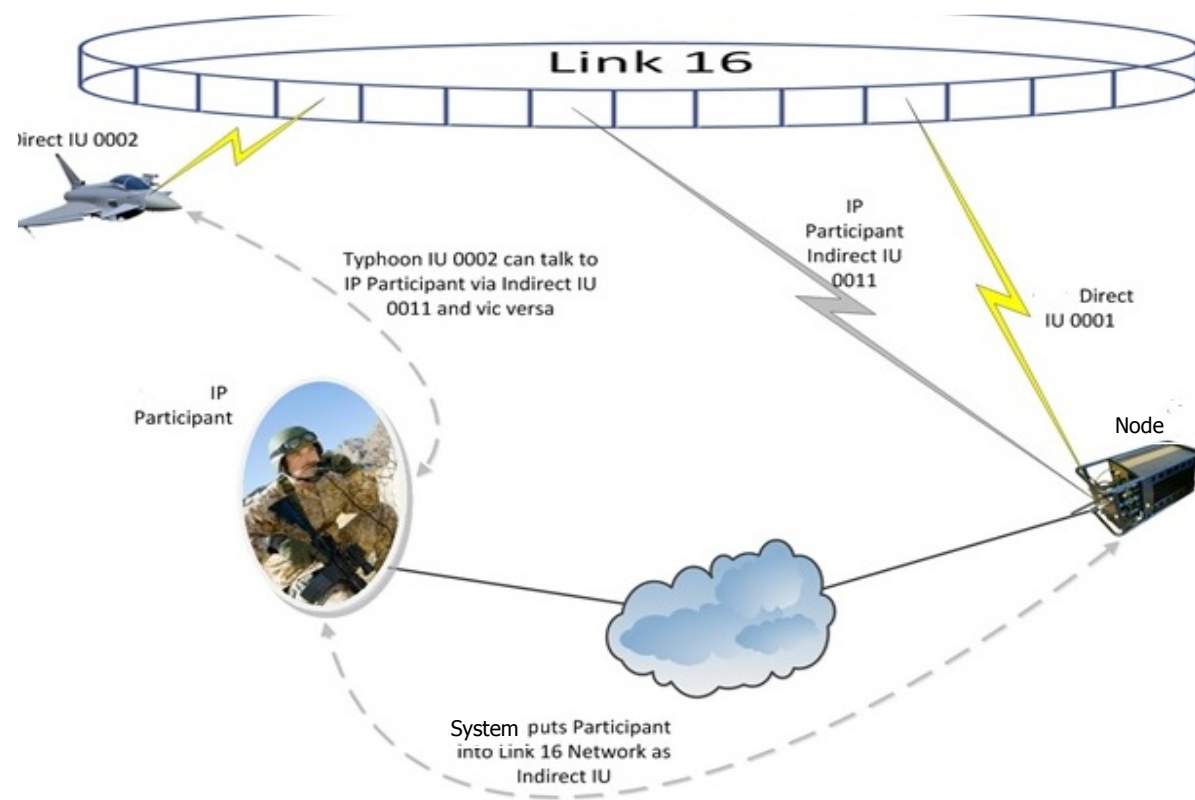 Link 16
Direct IU 0002
IP
Participant
Indirect IU
0011
Typhoon IU 0002 can talk to
IP Participant via Indirect IU
0011 and vic versa
Direct
IU 0001
IP
Participant
Node
System puts Participant
into Link 16 Network as
Indirect IU